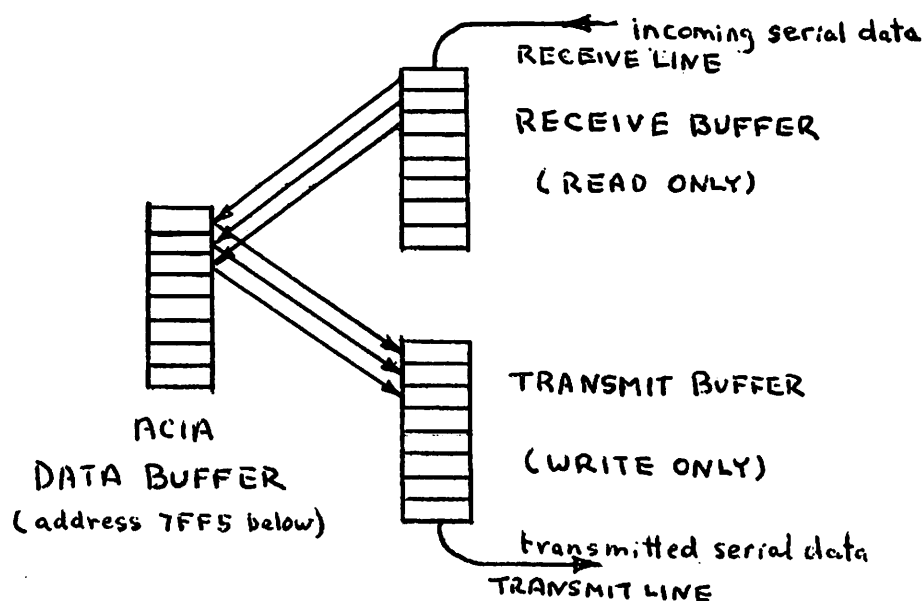 incoming serial data
RECEIVE LINE
RECEIVE BUFFER
(READ ONLY)
ACIA
DATA BUFFER
(address 7FF5 below)
TRANSMIT BUFFER
(WRITE ONLY)
transmitted serial data
TRANSMIT LINE